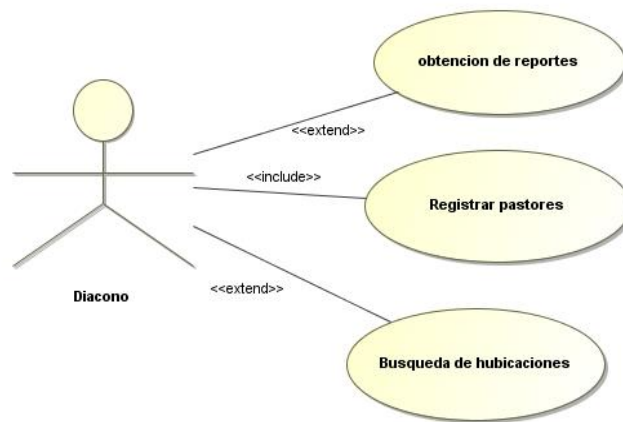 obtencion de reportes
<<extend>>
<<include>>
Registrar pastores
Diacono
<<extend>>
Busqueda de hubicaciones